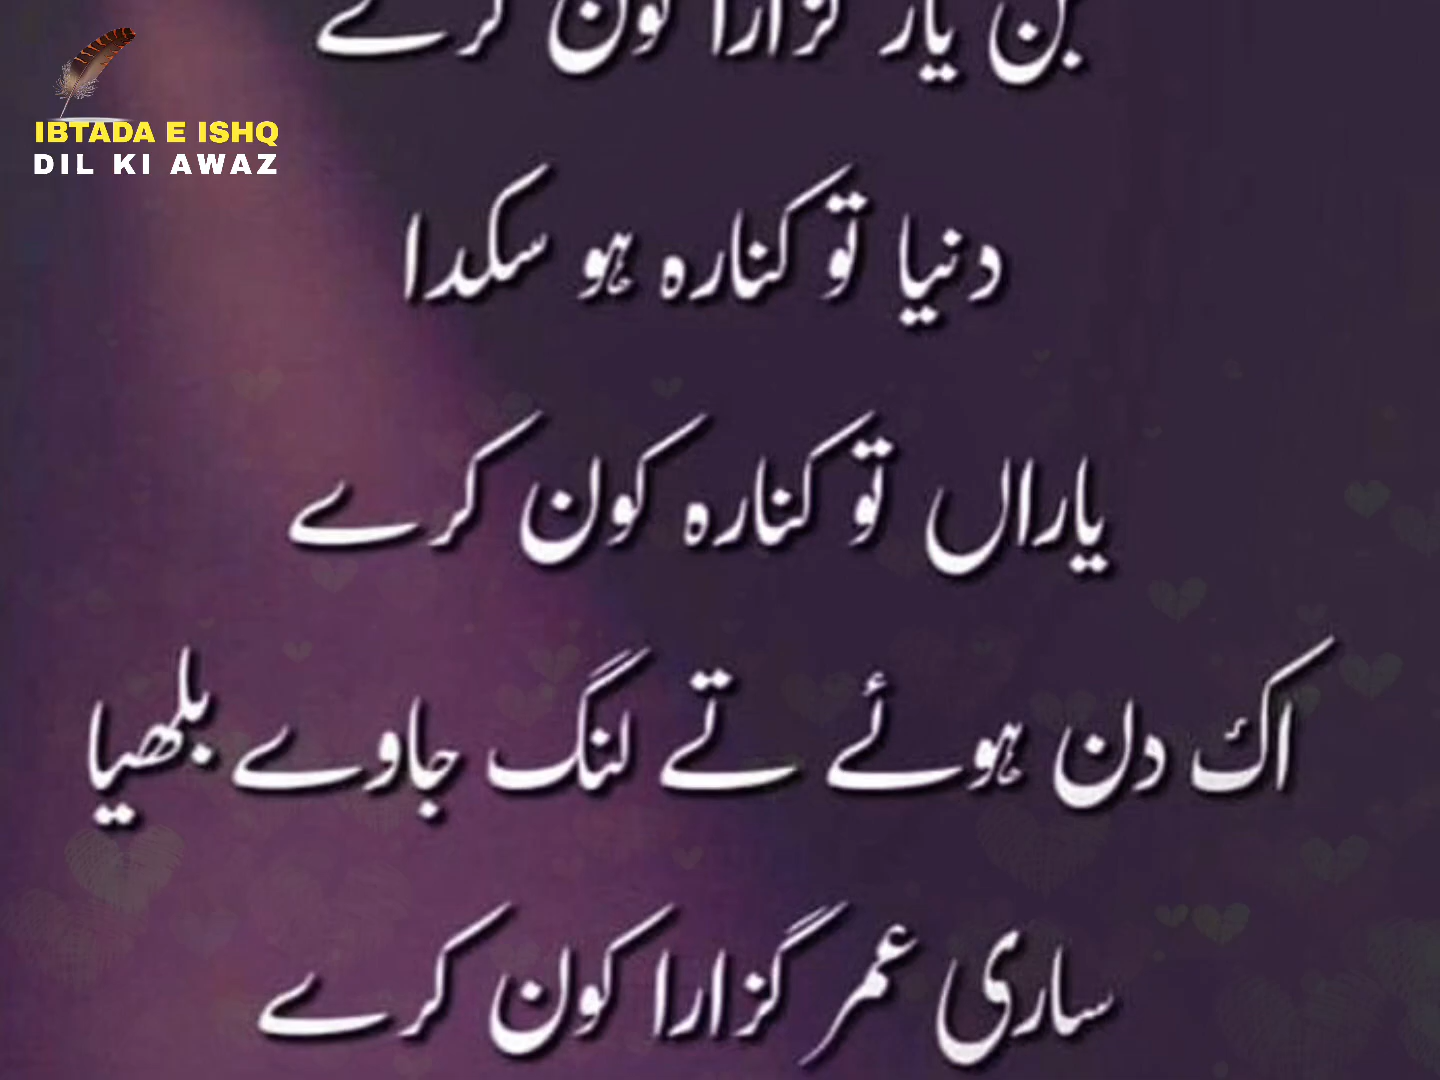 IBTADA E ISHQ
DIL KI AWAZ
بن یار گزارا کون کرے
دنیا تو کنارہ ہو سکدا
یاراں تو کنارہ کون کرے
اک دن ہوئے تے لنگ جاوے بلھیا
ساری عمر گزارا کون کرے